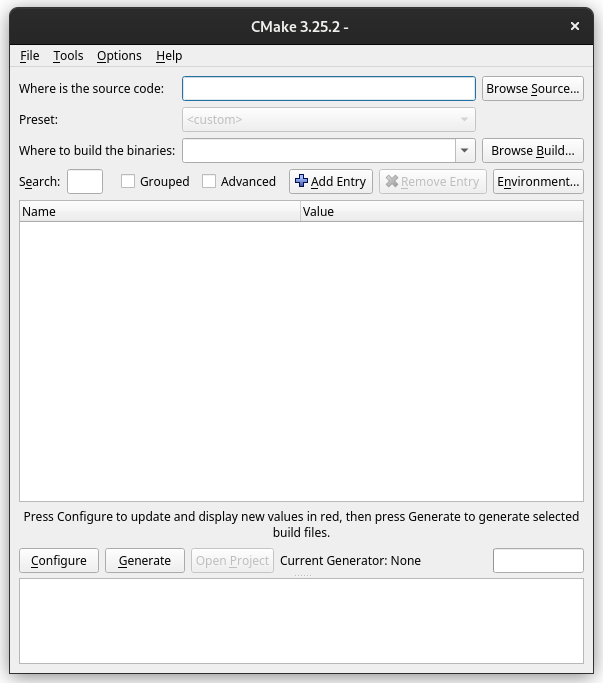 CMake 3.25.2 -
File Tools Options Help
Where is the source code: Browse Source...
Preset: <custom>
Where to build the binaries: Browse Build...
Search: Grouped Advanced Add Entry Remove Entry Environment...
Name Value
Press Configure to update and display new values in red, then press Generate to generate selected
build files.
Configure Generate Open Project Current Generator: None